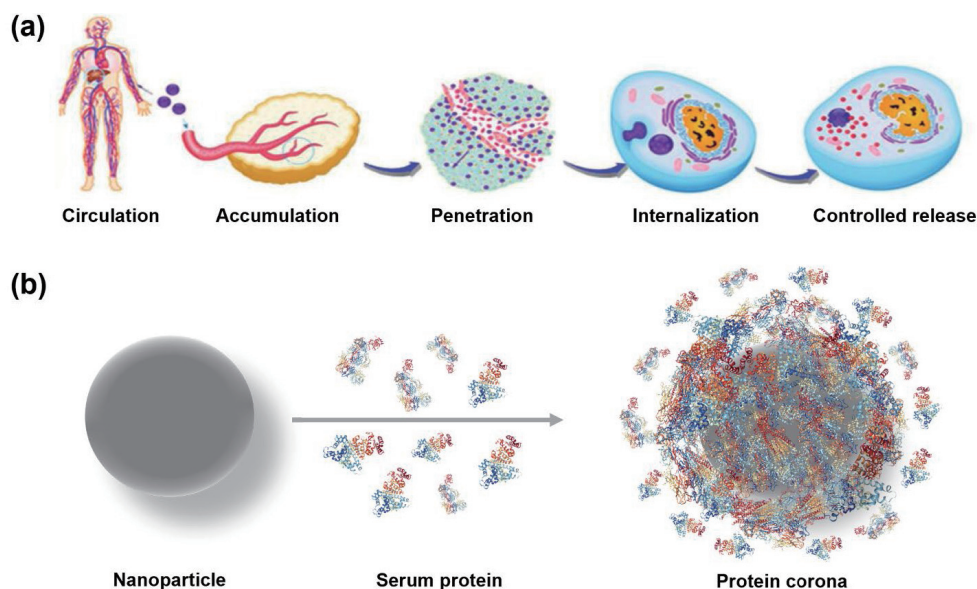 (a)
Circulation
Accumulation
Penetration
Internalization
Controlled release
(b)
Nanoparticle
Serum protein
Protein corona